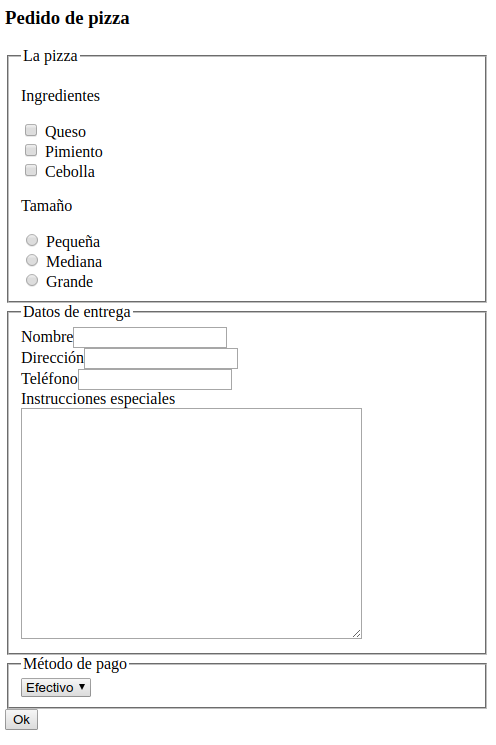 Pedido de pizza
La pizza
Ingredientes
Queso
Pimiento
Cebolla
Tamaño
Pequeña
Mediana
Grande
Datos de entrega
Nombre
Dirección
Teléfono
Instrucciones especiales
Método de pago
Efectivo
Ok